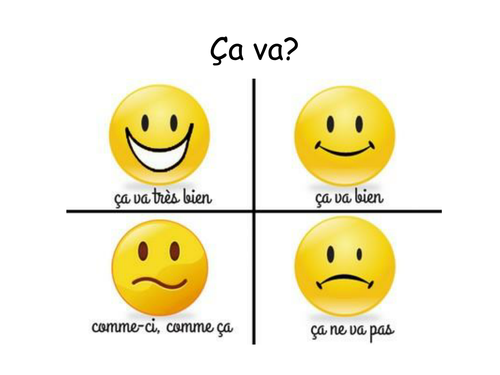 Ça va?
ça va très bien
ça va bien
comme-ci, comme ça
ça ne va pas